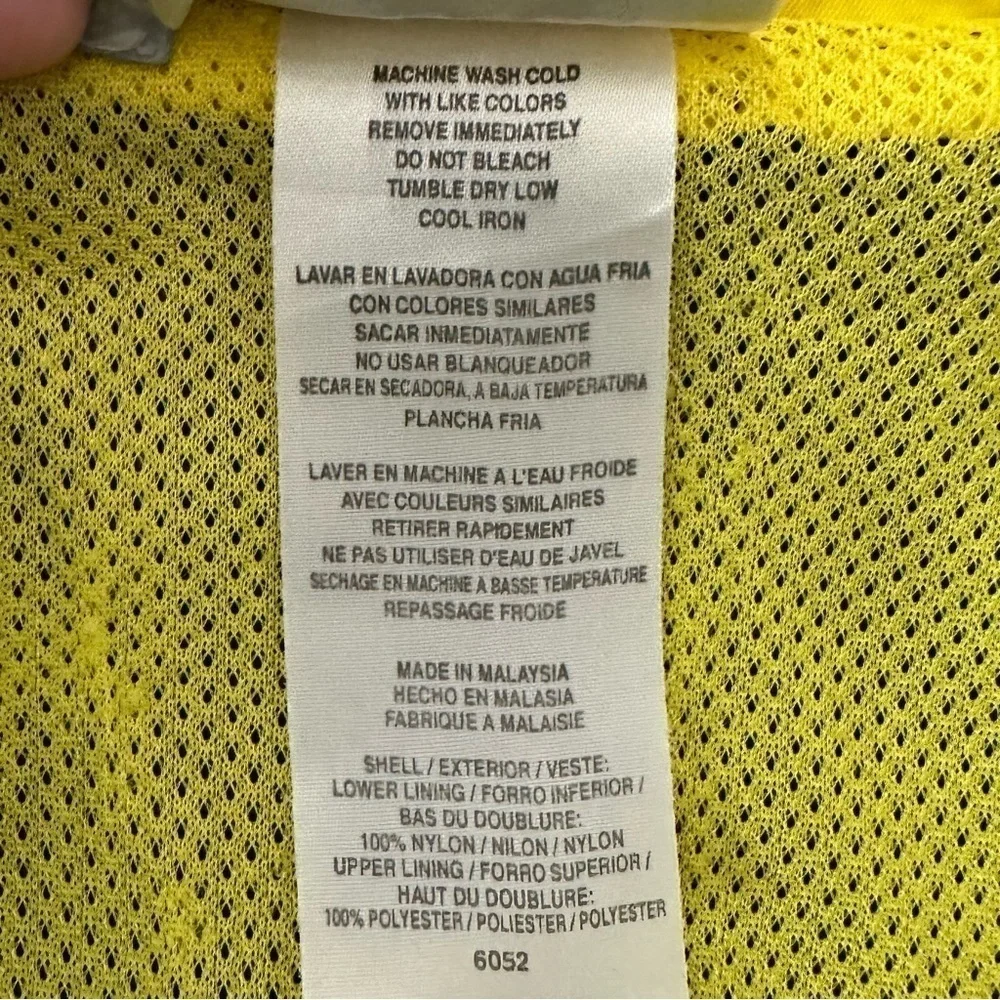 MACHINE WASH COLD
WITH LIKE COLORS
REMOVE IMMEDIATELY
DO NOT BLEACH
TUMBLE DRY LOW
COOL IRON
LAVAR EN LAVADORA CON AGUA FRIA
CON COLORES SIMILARES
SACAR INMEDIATAMENTE
NO USAR BLANQUEADOR
SECAR EN SECADORA, A BAJA TEMPERATURA
PLANCHA FRIA
LAVER EN MACHINE A L'EAU FROIDE
AVEC COULEURS SIMILAIRES
RETIRER RAPIDEMENT
NE PAS UTILISER D'EAU DE JAVEL
SECHAGE EN MACHINE A BASSE TEMPERATURE
REPASSAGE FROIDE
MADE IN MALAYSIA
HECHO EN MALASIA
FABRIQUE A MALAISIE
SHELL / EXTERIOR / VESTE:
LOWER LINING / FORRO INFERIOR /
BAS DU DOUBLURE:
100% NYLON / NILON / NYLON
UPPER LINING / FORRO SUPERIOR /
HAUT DU DOUBLURE:
100% POLYESTER / POLIESTER / POLYESTER
6052